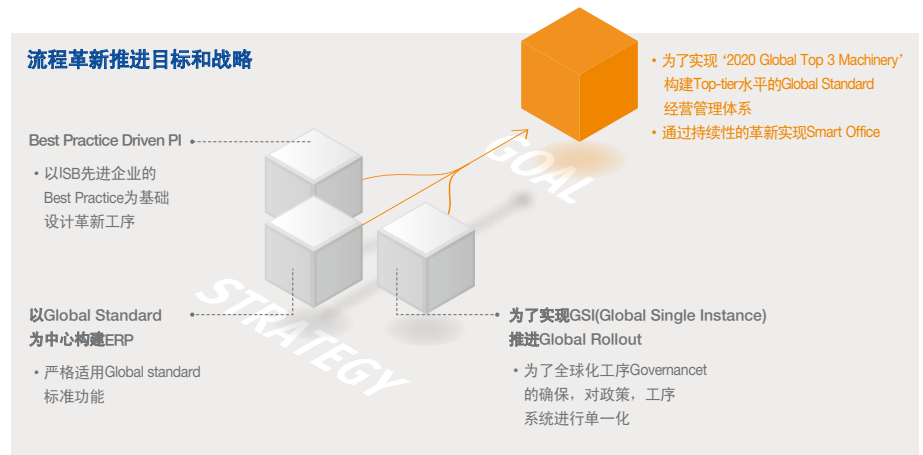 流程革新推进目标和战略
• 为了实现 ‘2020 Global Top 3 Machinery’
构建Top-tier水平的Global Standard
经营管理体系
• 通过持续性的革新实现Smart Office
GOAL
Best Practice Driven PI
• 以ISB先进企业的
Best Practice为基础
设计革新工序
STRATEGY
以Global Standard
为中心构建ERP
• 严格适用Global standard
标准功能
为了实现GSI(Global Single Instance)
推进Global Rollout
• 为了全球化工序Governancet
的确保，对政策，工序
系统进行单一化